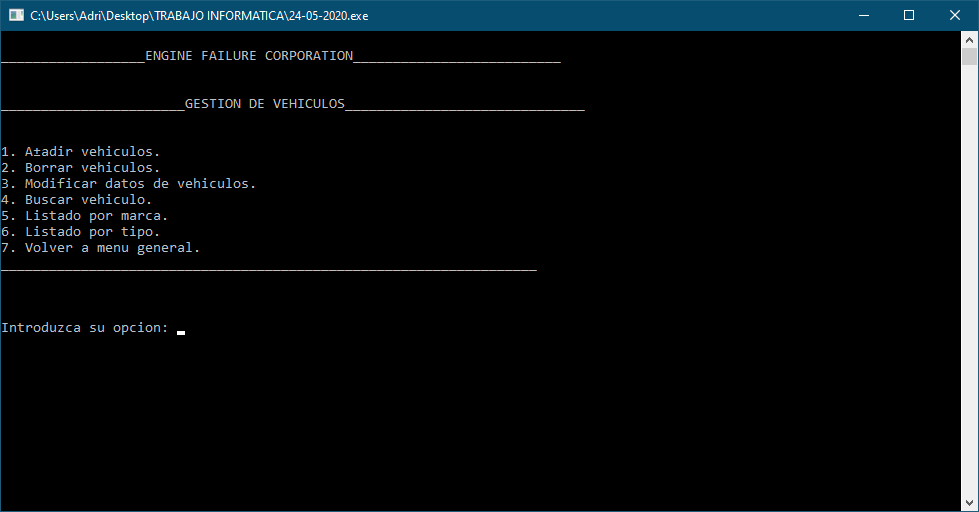 C:\Users\Adri\Desktop\TRABAJO INFORMATICA\24-05-2020.exe
__________________ENGINE FAILURE CORPORATION__________________________
_______________________GESTION DE VEHICULOS______________________________
1. A±adir vehiculos.
2. Borrar vehiculos.
3. Modificar datos de vehiculos.
4. Buscar vehiculo.
5. Listado por marca.
6. Listado por tipo.
7. Volver a menu general.
___________________________________________________________________
Introduzca su opcion: